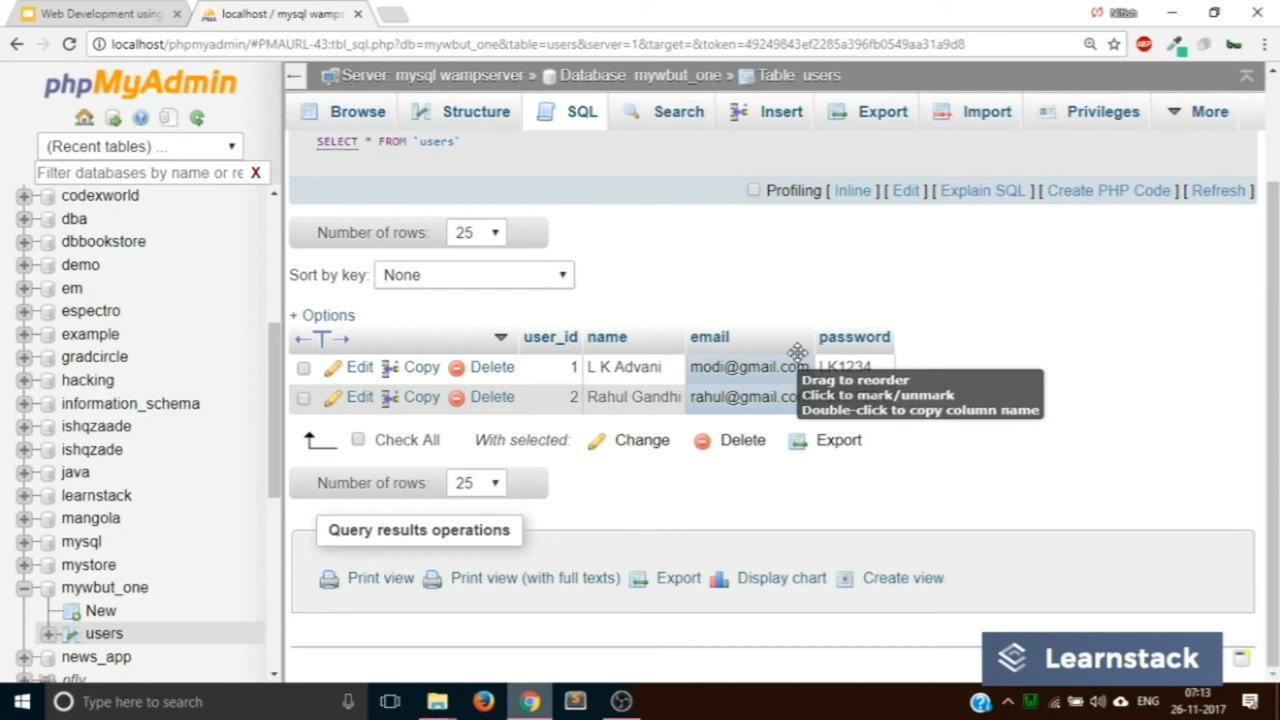 Web Development using
localhost / mysql wamps
Nitish
localhost/phpmyadmin/#PMAURL-43:tbl_sql.php?db=mywbut_one&table=users&server=1&target=&token=49249843ef2285a396fb0544aa31a9d8
phpMyAdmin
(Recent tables) ...
Filter databases by name or re X
codexworld
dba
dbbookstore
demo
em
espectro
example
gradcircle
hacking
information_schema
ishqzaade
ishqzade
java
learnstack
mangola
mysql
mystore
mywbut_one
New
users
news_app
Server: mysql wampserver » Database: mywbut_one » Table: users
Browse Structure SQL Search Insert Export Import Privileges More
SELECT * FROM `users`
Profiling [ Inline ] [ Edit ] [ Explain SQL ] [ Create PHP Code ] [ Refresh ]
Number of rows: 25
Sort by key: None
+ Options
user_id name email password
Edit Copy Delete 1 L K Advani modi@gmail.com LK1234
Edit Copy Delete 2 Rahul Gandhi rahul@gmail.co
Drag to reorder
Click to mark/unmark
Double-click to copy column name
Check All With selected: Change Delete Export
Number of rows: 25
Query results operations
Print view Print view (with full texts) Export Display chart Create view
Learnstack
Type here to search
ENG
07:13
26-11-2017